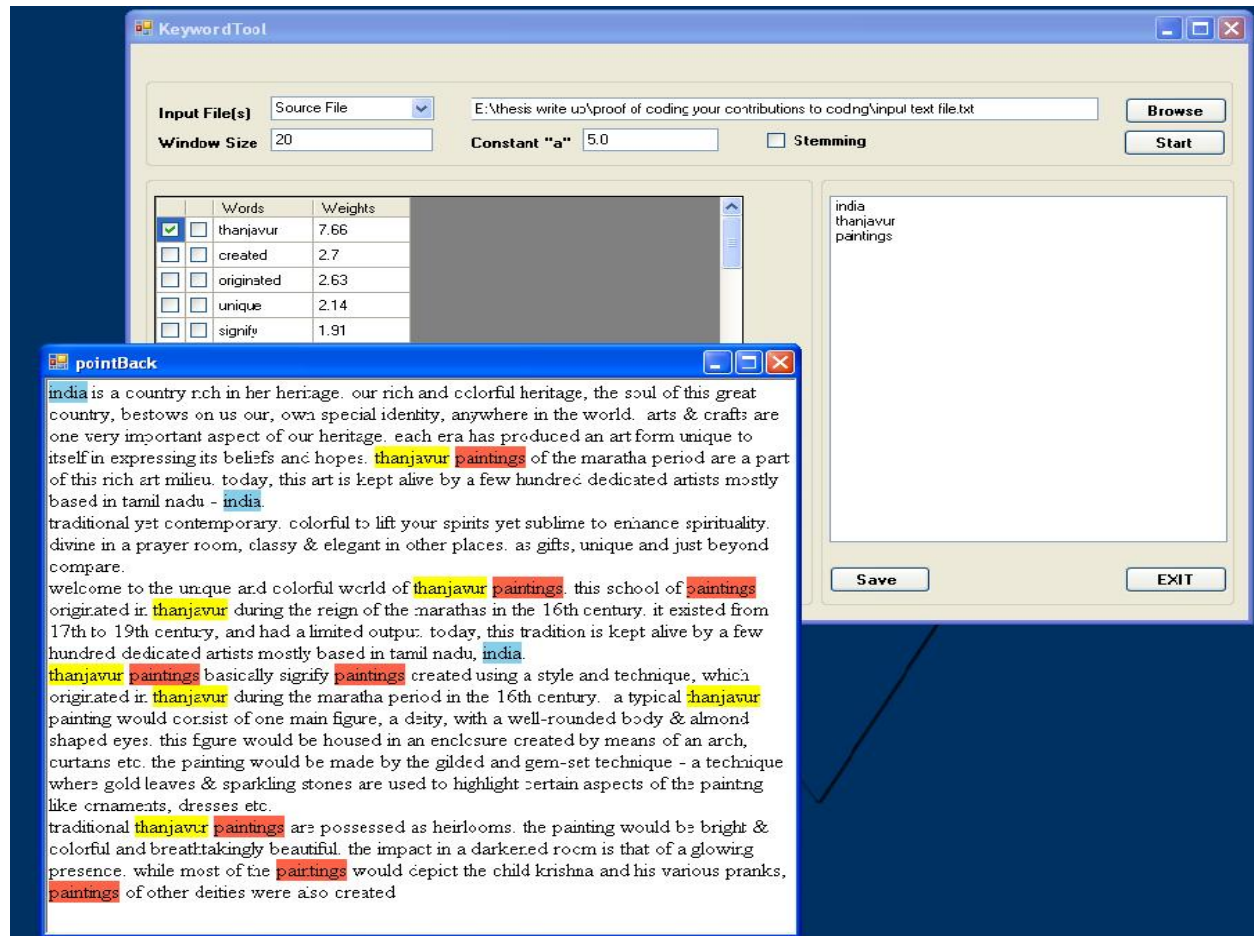 KeywordTool
Input File(s) Source File E:\thesis write up\proof of coding your contributions to coding\input text file.txt Browse
Window Size 20 Constant "a" 5.0 Stemming Start
Words Weights
thanjavur 7.66
created 2.7
originated 2.63
unique 2.14
signify 1.91
india
thanjavur
paintings
Save EXIT
pointBack
india is a country rich in her heritage. our rich and colorful heritage, the soul of this great
country, bestows on us our, own special identity, anywhere in the world. arts & crafts are
one very important aspect of our heritage. each era has produced an art form unique to
itself in expressing its beliefs and hopes. thanjavur paintings of the maratha period are a part
of this rich art milieu. today, this art is kept alive by a few hundred dedicated artists mostly
based in tamil nadu - india.
traditional yet contemporary. colorful to lift your spirits yet sublime to enhance spirituality.
divine in a prayer room, classy & elegant in other places. as gifts, unique and just beyond
compare.
welcome to the unique and colorful world of thanjavur paintings. this school of paintings
originated in thanjavur during the reign of the marathas in the 16th century. it existed from
17th to 19th century, and had a limited output. today, this tradition is kept alive by a few
hundred dedicated artists mostly based in tamil nadu, india.
thanjavur paintings basically signify paintings created using a style and technique, which
originated in thanjavur during the maratha period in the 16th century. a typical thanjavur
painting would consist of one main figure, a deity, with a well-rounded body & almond
shaped eyes. this figure would be housed in an enclosure created by means of an arch,
curtains etc. the painting would be made by the gilded and gem-set technique - a technique
where gold leaves & sparkling stones are used to highlight certain aspects of the painting
like ornaments, dresses etc.
traditional thanjavur paintings are possessed as heirlooms. the painting would be bright &
colorful and breathtakingly beautiful. the impact in a darkened room is that of a glowing
presence. while most of the paintings would depict the child krishna and his various pranks,
paintings of other deities were also created